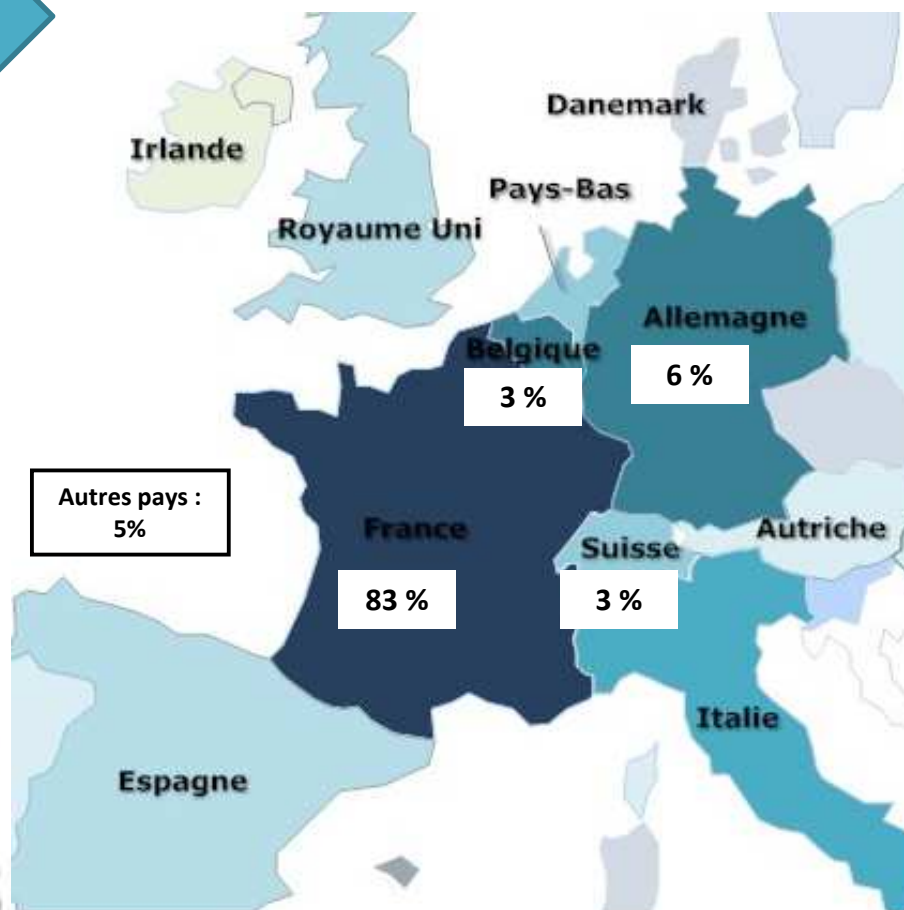 Danemark
Irlande
Pays-Bas
Royaume Uni
Allemagne
Belgique
6 %
3 %
Autres pays :
5%
France
Suisse
Autriche
83 %
3 %
Italie
Espagne